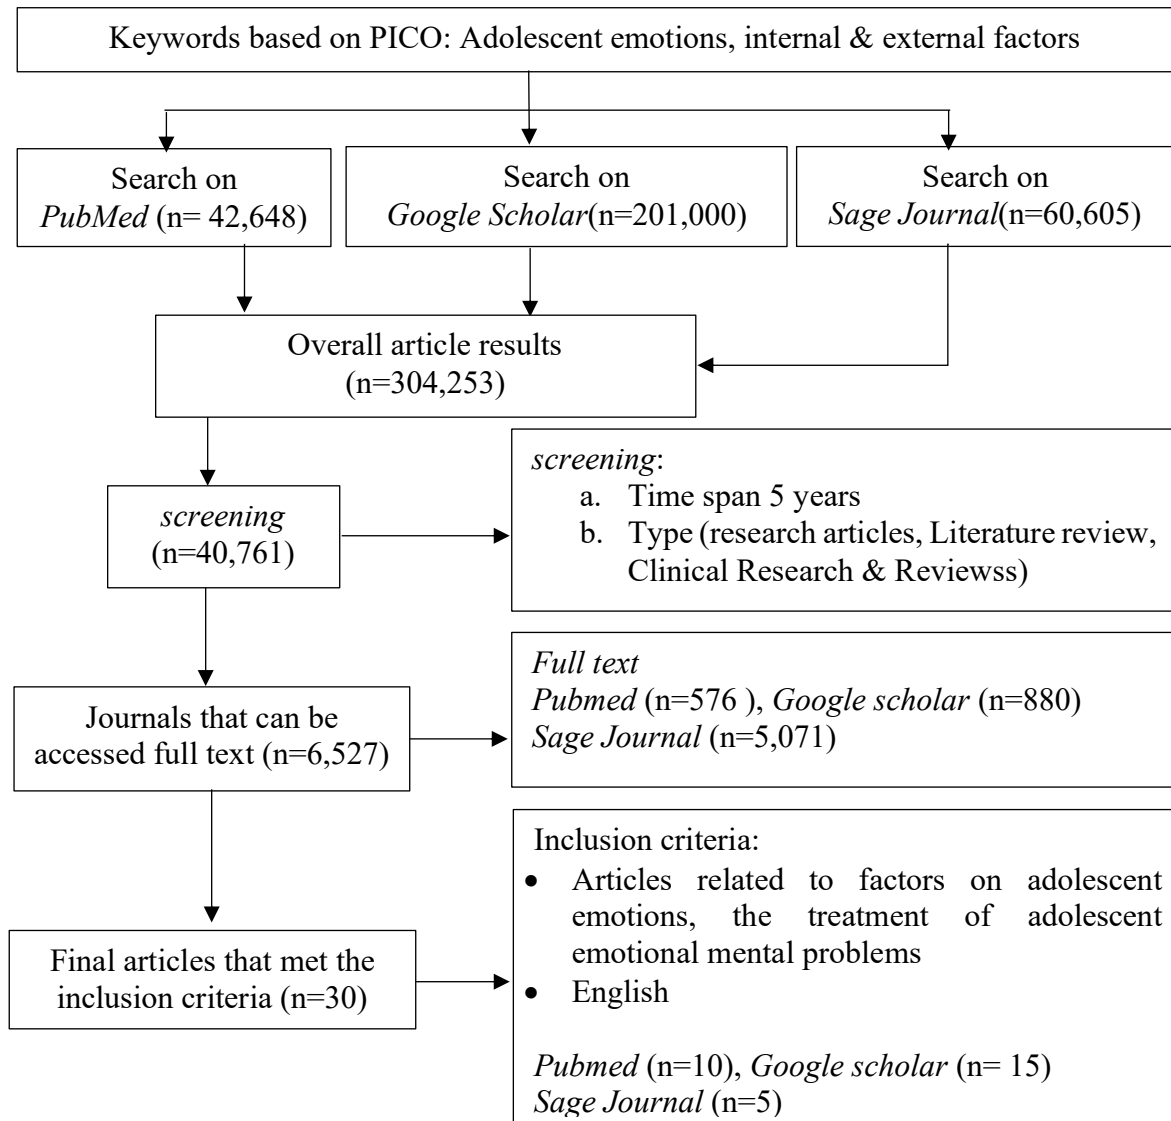 Keywords based on PICO: Adolescent emotions, internal & external factors
Search on
PubMed (n= 42,648)
Search on
Google Scholar(n=201,000)
Search on
Sage Journal(n=60,605)
Overall article results
(n=304,253)
screening
(n=40,761)
screening:
a. Time span 5 years
b. Type (research articles, Literature review,
Clinical Research & Reviewss)
Journals that can be
accessed full text (n=6,527)
Full text
Pubmed (n=576 ), Google scholar (n=880)
Sage Journal (n=5,071)
Final articles that met the
inclusion criteria (n=30)
Inclusion criteria:
• Articles related to factors on adolescent
emotions, the treatment of adolescent
emotional mental problems
• English
Pubmed (n=10), Google scholar (n= 15)
Sage Journal (n=5)